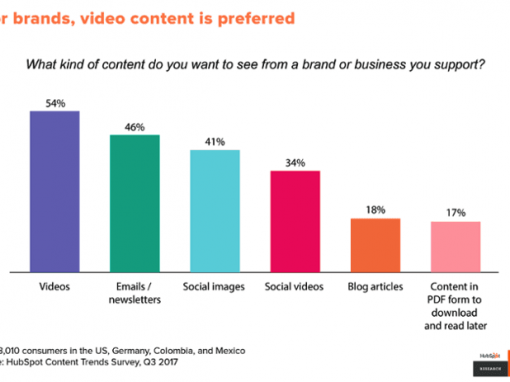 r brands, video content is preferred
What kind of content do you want to see from a brand or business you support?
54%
46%
41%
34%
18%
17%
Videos
Emails /
newsletters
Social images
Social videos
Blog articles
Content in
PDF form to
download
and read later
3,010 consumers in the US, Germany, Colombia, and Mexico
: HubSpot Content Trends Survey, Q3 2017
HubSpot
RESEARCH